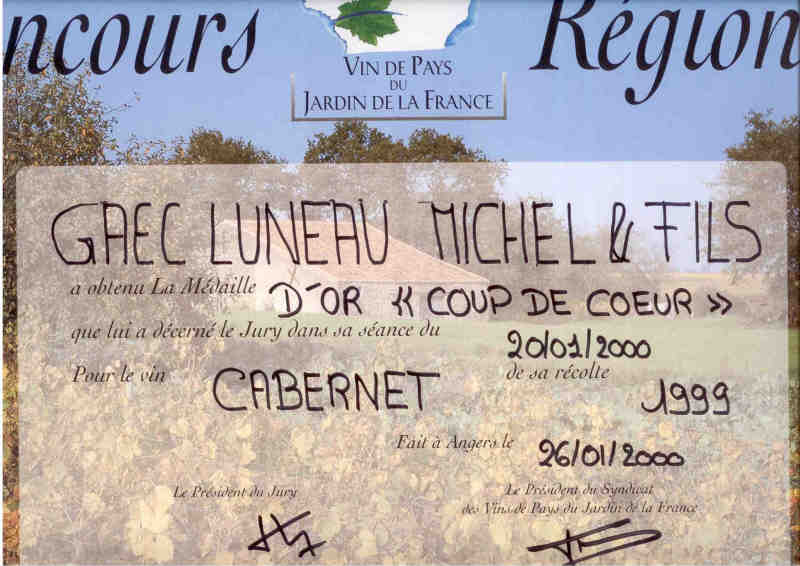 ncours Région
VIN DE PAYS
DU
JARDIN DE LA FRANCE
GAEC LUNEAU MICHEL & FILS
a obtenu La Médaille D'OR « COUP DE COEUR »
que lui a décerné le Jury dans sa séance du 20/01/2000
Pour le vin CABERNET de sa récolte 1999
Fait à Angers le 26/01/2000
Le Président du Jury
Le Président du Syndicat
des Vins de Pays du Jardin de la France